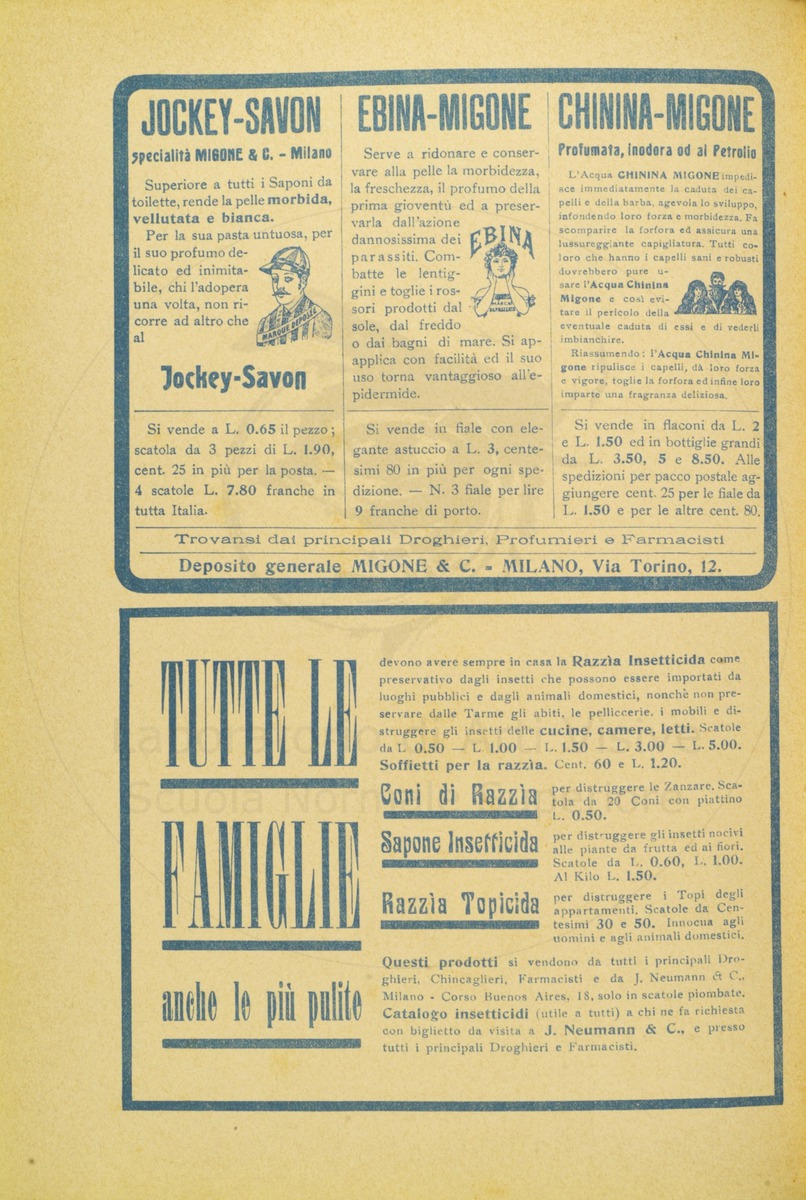 JOCKEY-SAVON
Specialità MIGONE & C. - Milano
Superiore a tutti i Saponi da
toilette, rende la pelle morbida,
vellutata e bianca.
Per la sua pasta untuosa, per
il suo profumo de-
licato ed inimita-
bile, chi l'adopera
una volta, non ri-
corre ad altro che
al
MARQUE DEPOSÉE
Jockey-Savon
Si vende a L. 0.65 il pezzo;
scatola da 3 pezzi di L. 1.90,
cent. 25 in più per la posta. —
4 scatole L. 7.80 franche in
tutta Italia.
EBINA-MIGONE
Serve a ridonare e conser-
vare alla pelle la morbidezza,
la freschezza, il profumo della
prima gioventù ed a preser-
varla dall'azione
dannosissima dei
parassiti. Com-
batte le lentig-
gini e toglie i ros-
sori prodotti dal
sole, dal freddo
o dai bagni di mare. Si ap-
applica con facilità ed il suo
uso torna vantaggioso all'e-
pidermide.
EBINA
MARCA
DEPOSITATA
Si vende in fiale con ele-
gante astuccio a L. 3, cente-
simi 80 in più per ogni spe-
dizione. — N. 3 fiale per lire
9 franche di porto.
CHININA-MIGONE
Profumata, Inodora od al Petrolio
L'Acqua CHININA MIGONE impedi-
sce immediatamente la caduta dei ca-
pelli e della barba, agevola lo sviluppo,
infondendo loro forza e morbidezza. Fa
scomparire la forfora ed assicura una
lussureggiante capigliatura. Tutti co-
loro che hanno i capelli sani e robusti
dovrebbero pure u-
sare l'Acqua Chinina
Migone e così evi-
tare il pericolo della
eventuale caduta di essi e di vederli
imbianchire.
Riassumendo: l'Acqua Chinina Mi-
gone ripulisce i capelli, dà loro forza
e vigore, toglie la forfora ed infine loro
imparte una fragranza deliziosa.
Si vende in flaconi da L. 2
e L. 1.50 ed in bottiglie grandi
da L. 3.50, 5 e 8.50. Alle
spedizioni per pacco postale ag-
giungere cent. 25 per le fiale da
L. 1.50 e per le altre cent. 80.
Trovansi dai principali Droghieri, Profumieri e Farmacisti
Deposito generale MIGONE & C. - MILANO, Via Torino, 12.
TUTTE LE
FAMIGLIE
anche le più pulite
devono avere sempre in casa la Razzìa Insetticida come
preservativo dagli insetti che possono essere importati da
luoghi pubblici e dagli animali domestici, nonchè non pre-
servare dalle Tarme gli abiti, le pelliccerie, i mobili e di-
struggere gli insetti delle cucine, camere, letti. Scatole
da L 0.50 — L 1.00 — L. 1.50 — L. 3.00 — L. 5.00.
Soffietti per la razzìa. Cent. 60 e L. 1.20.
Coni di Razzìa
per distruggere le Zanzare. Sca-
tola da 20 Coni con piattino
L. 0.50.
Sapone Insetticida
per distruggere gli insetti nocivi
alle piante da frutta ed ai fiori.
Scatole da L. 0.60, L. 1.00.
Al Kilo L. 1.50.
Razzìa Topicida
per distruggere i Topi degli
appartamenti. Scatole da Cen-
tesimi 30 e 50. Innocua agli
uomini e agli animali domestici.
Questi prodotti si vendono da tutti i principali Dro-
ghieri, Chincaglieri, Farmacisti e da J. Neumann & C.,
Milano - Corso Buenos Aires, 18, solo in scatole piombate.
Catalogo insetticidi (utile a tutti) a chi ne fa richiesta
con biglietto da visita a J. Neumann & C., e presso
tutti i principali Droghieri e Farmacisti.